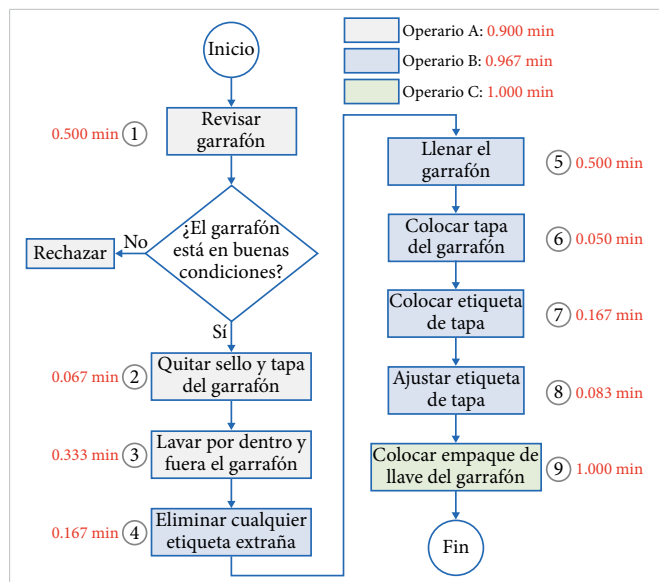 Inicio
0.500 min 1
Revisar
garrafón
¿El garrafón
está en buenas
condiciones?
No
Rechazar
Sí
0.067 min 2
Quitar sello y tapa
del garrafón
0.333 min 3
Lavar por dentro y
fuera el garrafón
0.167 min 4
Eliminar cualquier
etiqueta extraña
Operario A: 0.900 min
Operario B: 0.967 min
Operario C: 1.000 min
Llenar el
garrafón
5 0.500 min
Colocar tapa
del garrafón
6 0.050 min
Colocar etiqueta
de tapa
7 0.167 min
Ajustar etiqueta
de tapa
8 0.083 min
Colocar empaque de
llave del garrafón
9 1.000 min
Fin